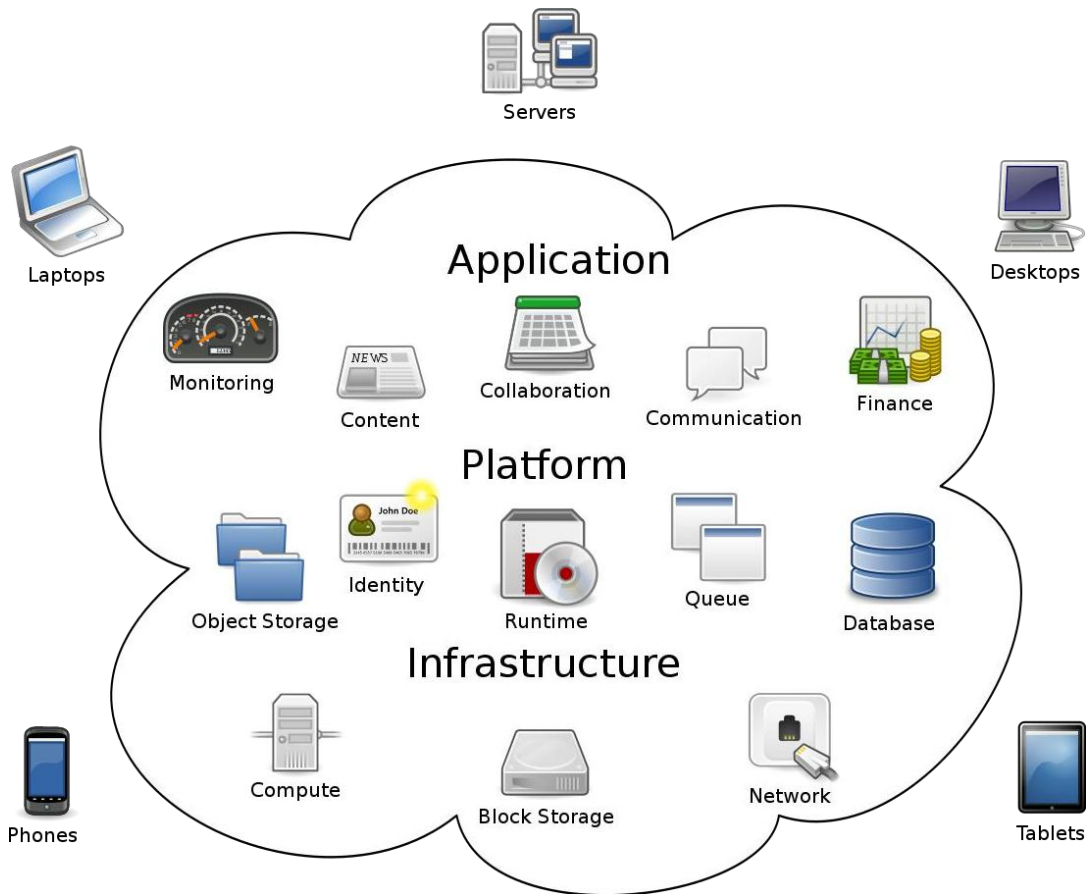 Servers
Laptops
Desktops
Application
Monitoring
NEWS
Content
Collaboration
Communication
Finance
Platform
John Doe
Identity
Object Storage
Runtime
Queue
Database
Infrastructure
Compute
Block Storage
Network
Phones
Tablets